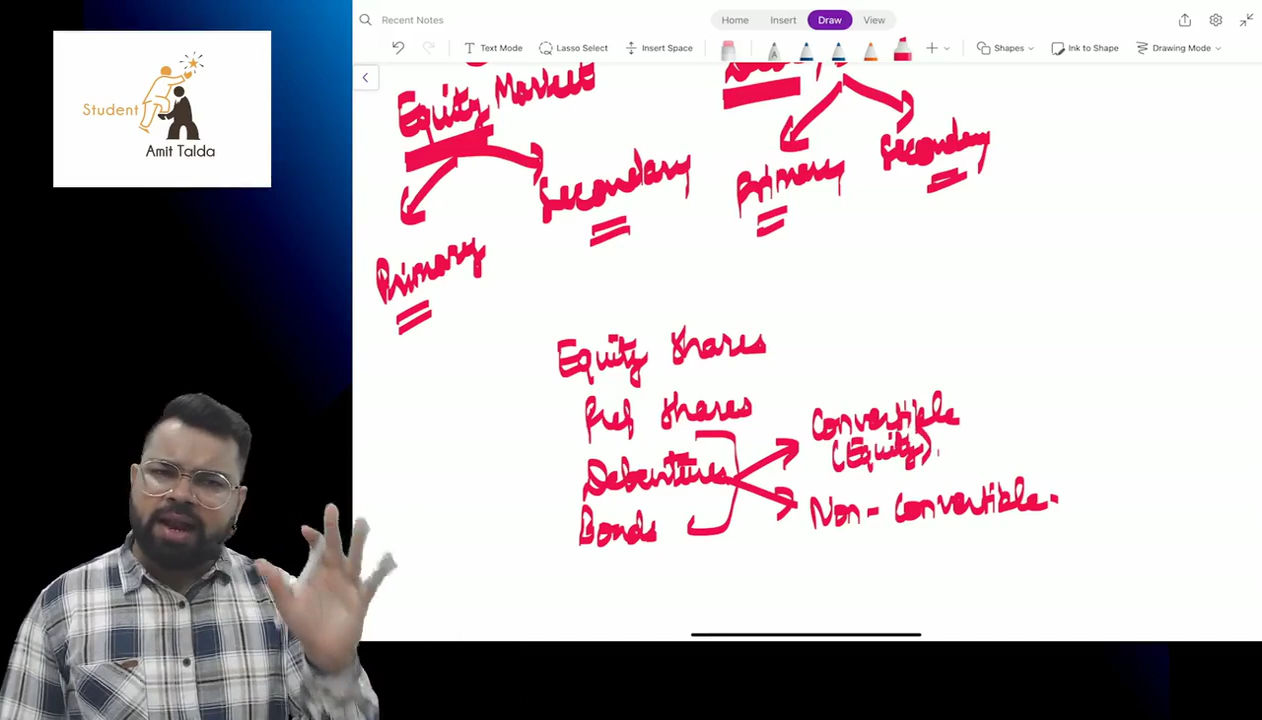 Recent Notes
Home Insert Draw View
Text Mode Lasso Select Insert Space Shapes Ink to Shape Drawing Mode
Student
Amit Talda
Equity Market
Primary
Secondary
Primary
Secondary
Equity Shares
Pref Shares
Debentures
Bonds
Convertible
(Equity).
Non-convertible.